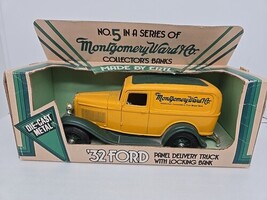 NO. 5 IN A SERIES OF
Montgomery Ward & Co
COLLECTOR'S BANKS
MADE BY ERTL
Montgomery Ward & Co
DIE-CAST
METAL
'32 FORD
PANEL DELIVERY TRUCK
WITH LOCKING BANK